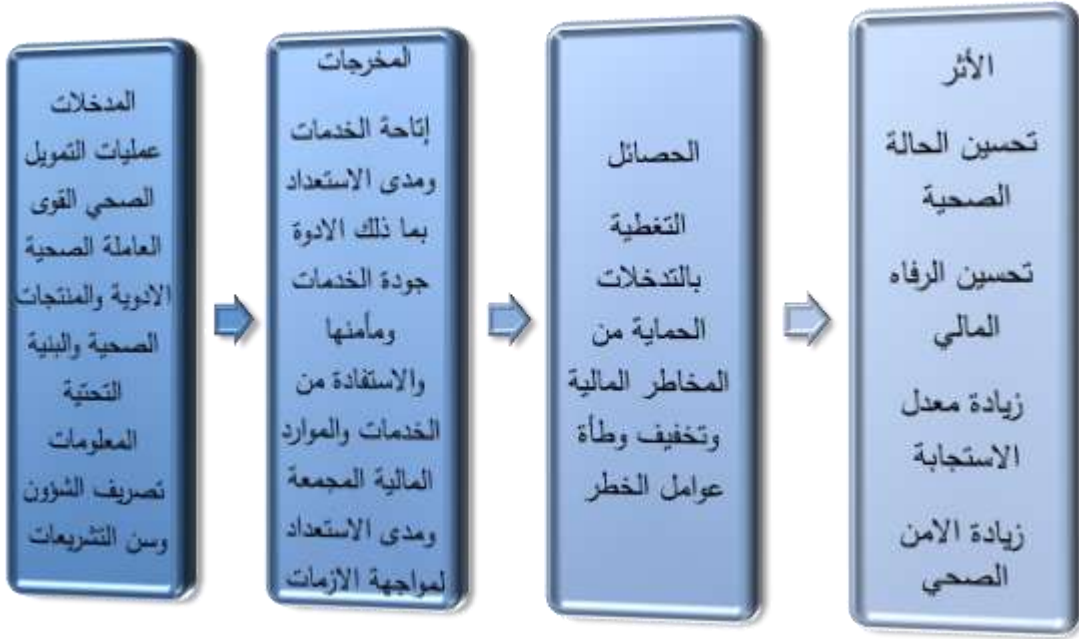 المدخلات
عمليات التمويل
الصحي القوى
العاملة الصحية
الادوية والمنتجات
الصحية والبنية
التحتية
المعلومات
تصريف الشؤون
وسن التشريعات
المخرجات
إتاحة الخدمات
ومدى الاستعداد
بما ذلك الادوة
جودة الخدمات
ومأمنها
والاستفادة من
الخدمات والموارد
المالية المجمعة
ومدى الاستعداد
لمواجهة الازمات
الحصائل
التغطية
بالتدخلات
الحماية من
المخاطر المالية
وتخفيف وطأة
عوامل الخطر
الأثر
تحسين الحالة
الصحية
تحسين الرفاه
المالي
زيادة معدل
الاستجابة
زيادة الامن
الصحي